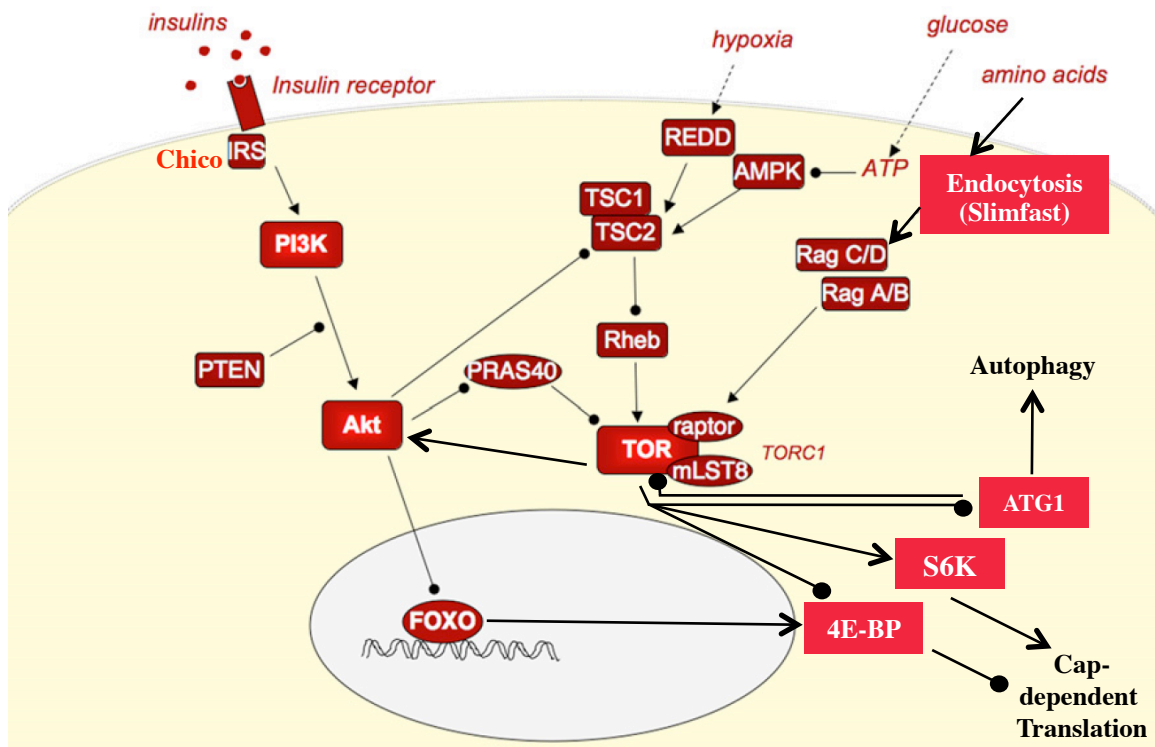 insulins
hypoxia
glucose
Insulin receptor
amino acids
REDD
Chico
IRS
AMPK
ATP
Endocytosis
(Slimfast)
TSC1
TSC2
PI3K
Rag C/D
Rag A/B
Rheb
PTEN
PRAS40
Autophagy
Akt
raptor
TOR
TORC1
mLST8
ATG1
S6K
FOXO
4E-BP
Cap-
dependent
Translation